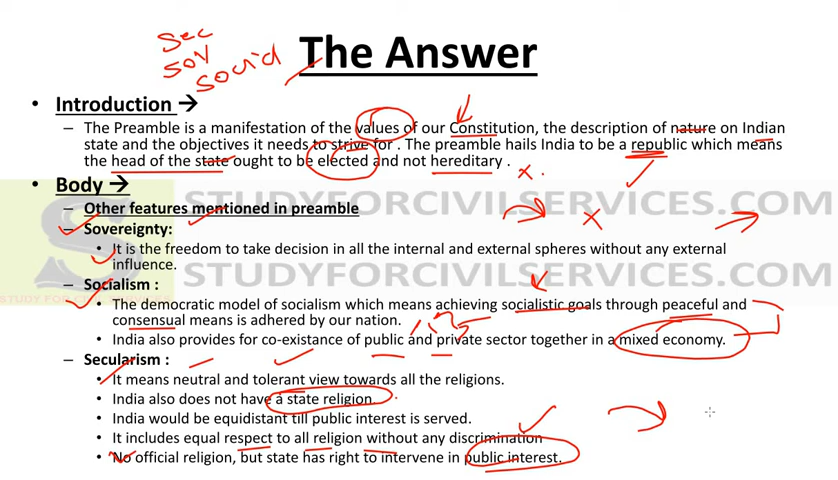 Sec
Sov
Social
The Answer
• Introduction →
– The Preamble is a manifestation of the values of our Constitution, the description of nature on Indian
state and the objectives it needs to strive for . The preamble hails India to be a republic which means
the head of the state ought to be elected and not hereditary .
• Body →
Other features mentioned in preamble
– Sovereignty:
• It is the freedom to take decision in all the internal and external spheres without any external
influence.
– Socialism :
• The democratic model of socialism which means achieving socialistic goals through peaceful and
consensual means is adhered by our nation.
• India also provides for co-existance of public and private sector together in a mixed economy.
– Secularism :
• It means neutral and tolerant view towards all the religions.
• India also does not have a state religion.
• India would be equidistant till public interest is served.
• It includes equal respect to all religion without any discrimination
• No official religion, but state has right to intervene in public interest.
STUDYFORCIVILSERVICES.COM
STUDYFORCIVILSERVICES.COM
STUDY FOR CIVIL SERVICES